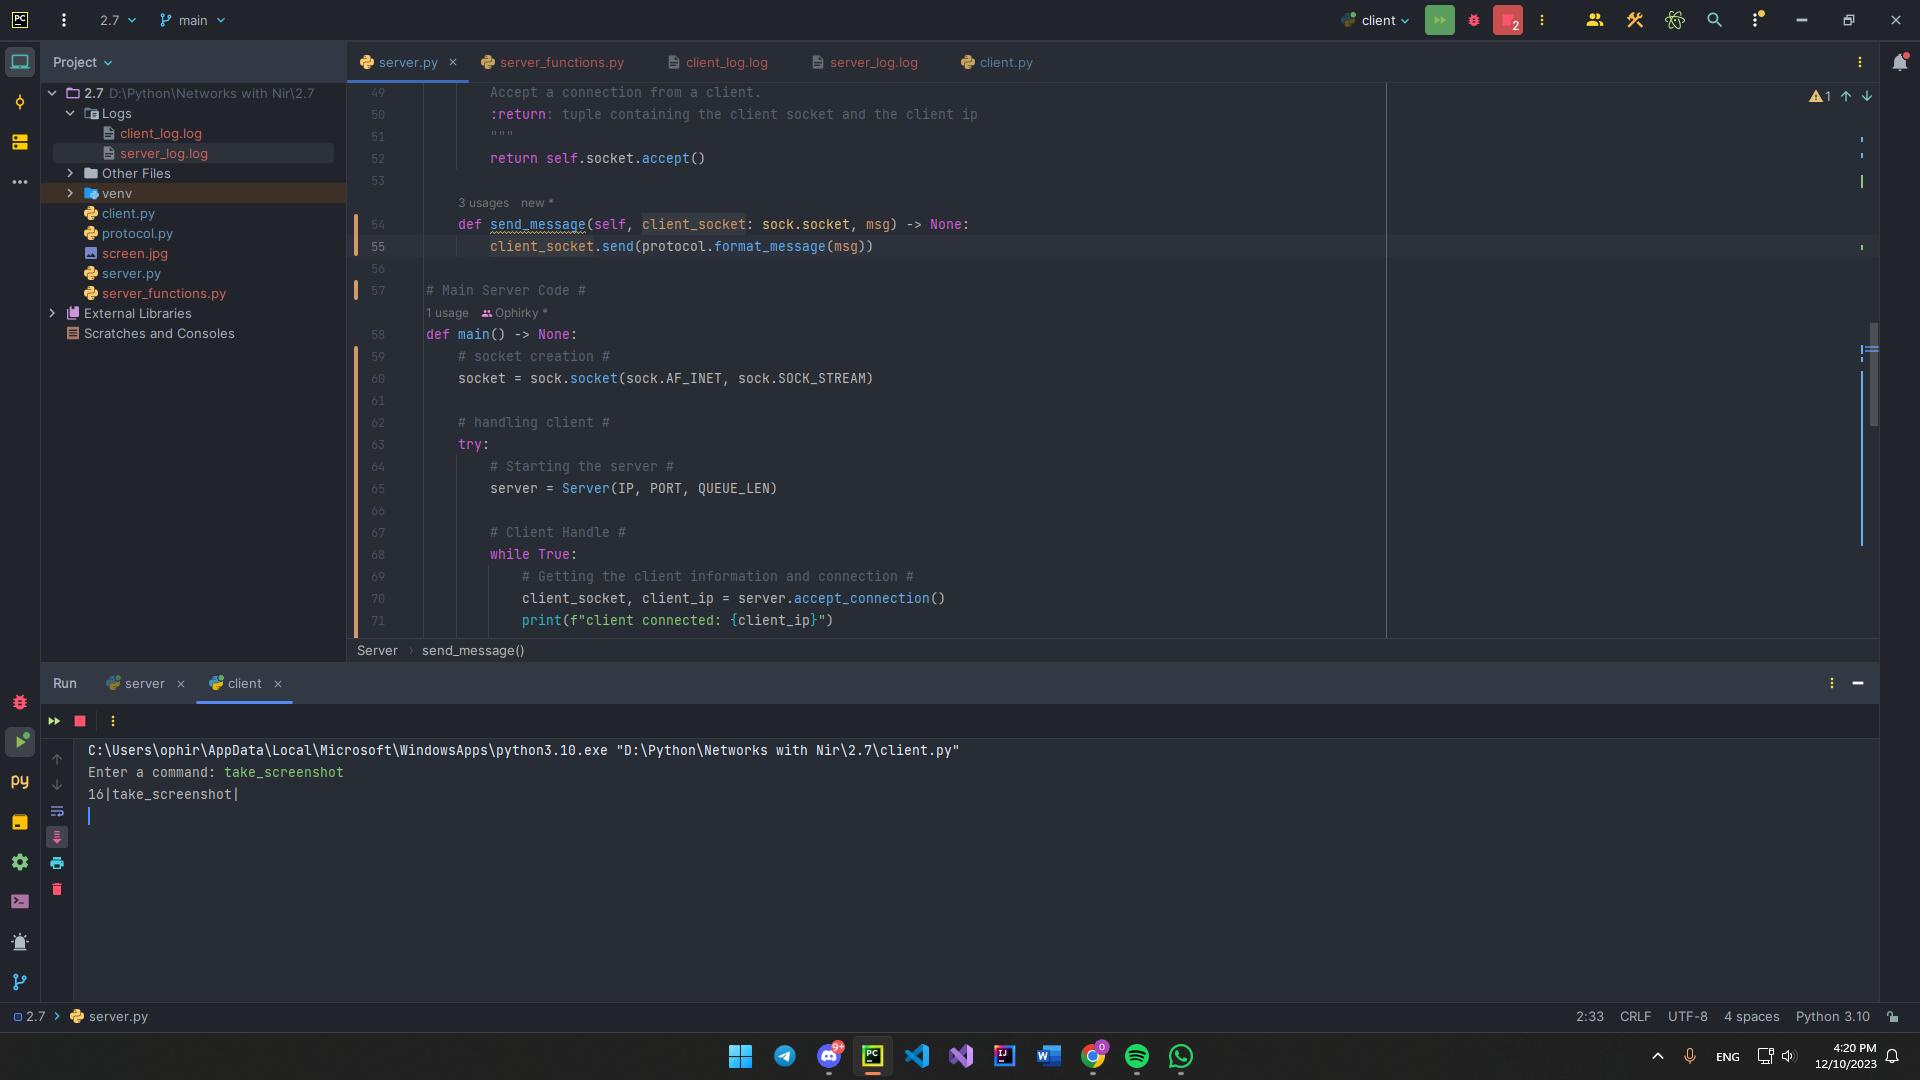 PC
2.7
main
client
2
Project
server.py
server_functions.py
client_log.log
server_log.log
client.py
2.7 D:\Python\Networks with Nir\2.7
Logs
client_log.log
server_log.log
Other Files
venv
client.py
protocol.py
screen.jpg
server.py
server_functions.py
External Libraries
Scratches and Consoles
1
49 Accept a connection from a client.
50 :return: tuple containing the client socket and the client ip
51 """
52 return self.socket.accept()
53
3 usages new *
54 def send_message(self, client_socket: sock.socket, msg) -> None:
55 client_socket.send(protocol.format_message(msg))
56
57 # Main Server Code #
1 usage Ophirky *
58 def main() -> None:
59 # socket creation #
60 socket = sock.socket(sock.AF_INET, sock.SOCK_STREAM)
61
62 # handling client #
63 try:
64 # Starting the server #
65 server = Server(IP, PORT, QUEUE_LEN)
66
67 # Client Handle #
68 while True:
69 # Getting the client information and connection #
70 client_socket, client_ip = server.accept_connection()
71 print(f"client connected: {client_ip}")
Server › send_message()
Run
server
client
C:\Users\ophir\AppData\Local\Microsoft\WindowsApps\python3.10.exe "D:\Python\Networks with Nir\2.7\client.py"
Enter a command: take_screenshot
16|take_screenshot|
py
2.7 › server.py
2:33
CRLF
UTF-8
4 spaces
Python 3.10
9+
PC
IJ
W
0
ENG
4:20 PM
12/10/2023